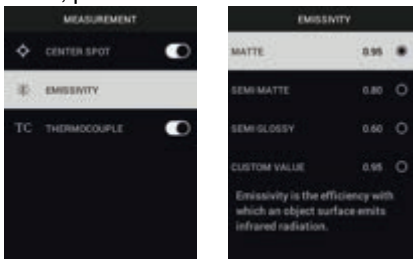 MEASUREMENT
CENTER SPOT
EMISSIVITY
TC THERMOCOUPLE
EMISSIVITY
MATTE 0.95
SEMI-MATTE 0.80
SEMI-GLOSSY 0.60
CUSTOM VALUE 0.95
Emissivity is the efficiency with
which an object surface emits
infrared radiation.